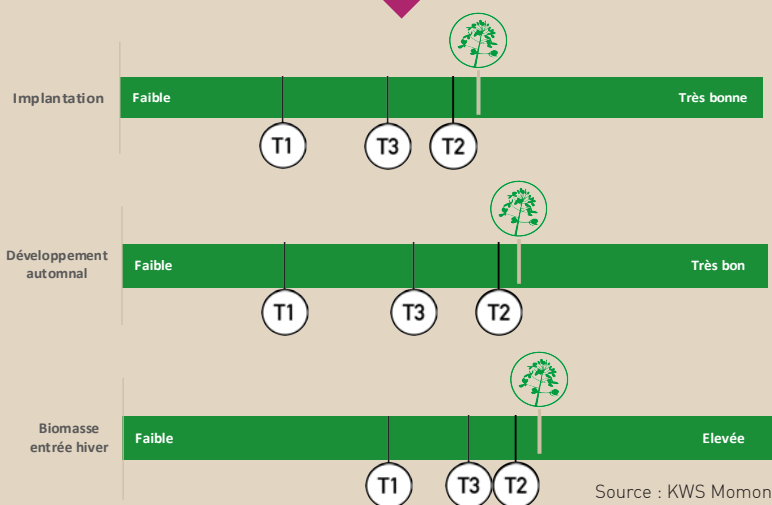 Implantation
Faible
Très bonne
T1
T3
T2
Développement
automnal
Faible
Très bon
T1
T3
T2
Biomasse
entrée hiver
Faible
Elevée
T1
T3
T2
Source : KWS Momon